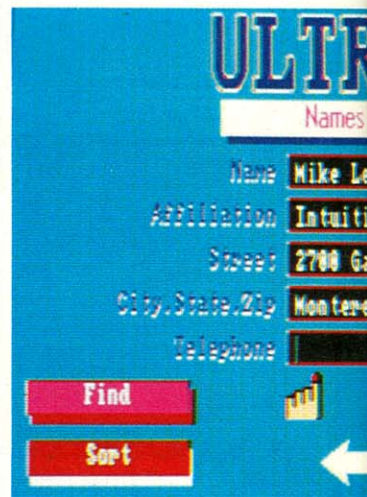 ULTR
Names
Name Mike Le
Affiliation Intuiti
Street 2700 Ga
City.State.Zip Montere
Telephone
Find
Sort